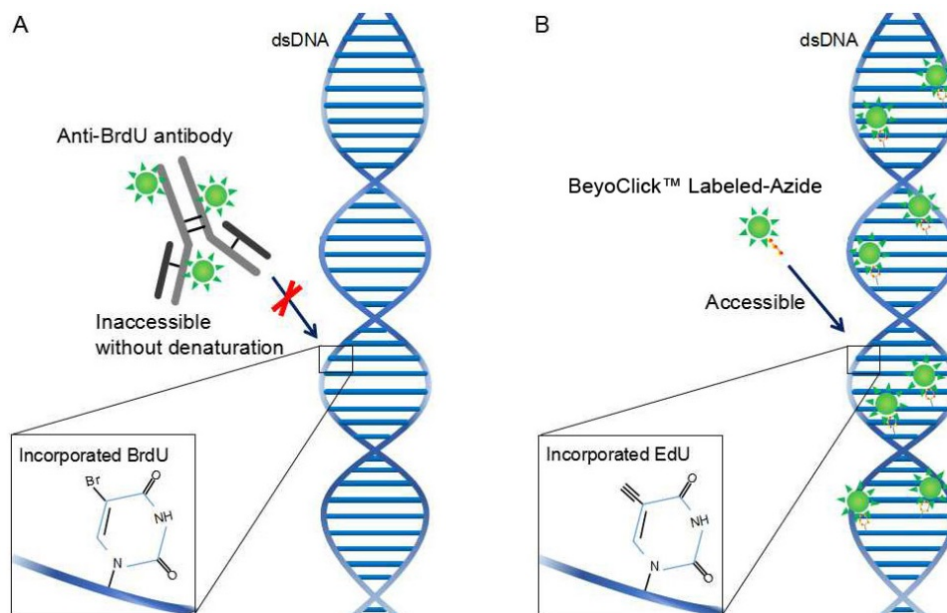 A
dsDNA
Anti-BrdU antibody
Inaccessible
without denaturation
Incorporated BrdU
Br
O
NH
N
O
B
dsDNA
BeyoClick™ Labeled-Azide
Accessible
Incorporated EdU
O
NH
N
O